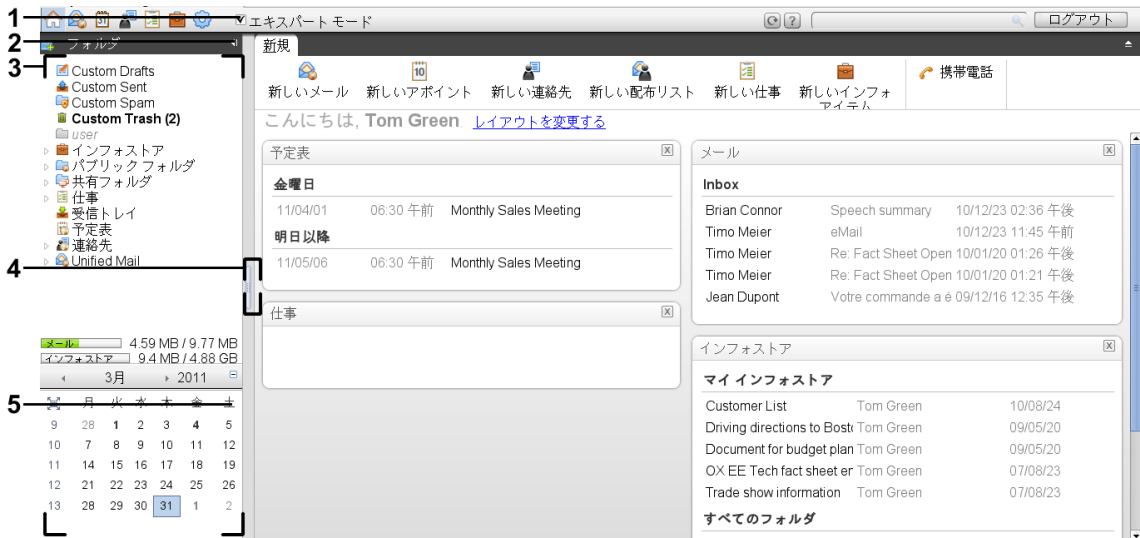 1
エキスパート モード
?
ログアウト
2
フォルダ
新規
3
Custom Drafts
Custom Sent
Custom Spam
Custom Trash (2)
user
インフォストア
パブリック フォルダ
共有フォルダ
仕事
受信トレイ
予定表
連絡先
Unified Mail
4
新しいメール
新しいアポイント
新しい連絡先
新しい配布リスト
新しい仕事
新しいインフォ
アイテム
携帯電話
こんにちは, Tom Green. レイアウトを変更する
予定表
金曜日
11/04/01 06:30 午前 Monthly Sales Meeting
明日以降
11/05/06 06:30 午前 Monthly Sales Meeting
仕事
メール
Inbox
Brian Connor Speech summary 10/12/23 02:36 午後
Timo Meier eMail 10/12/23 11:45 午前
Timo Meier Re: Fact Sheet Open 10/01/20 01:26 午後
Timo Meier Re: Fact Sheet Open 10/01/20 01:21 午後
Jean Dupont Votre commande a é 09/12/16 12:35 午後
インフォストア
マイ インフォストア
Customer List Tom Green 10/08/24
Driving directions to Bost Tom Green 09/05/20
Document for budget plan Tom Green 09/05/20
OX EE Tech fact sheet er Tom Green 07/08/23
Trade show information Tom Green 07/08/23
すべてのフォルダ
メール 4.59 MB / 9.77 MB
インフォストア 9.4 MB / 4.88 GB
3月 2011
5
月 火 水 木 金 土
9 28 1 2 3 4 5
10 7 8 9 10 11 12
11 14 15 16 17 18 19
12 21 22 23 24 25 26
13 28 29 30 31 1 2